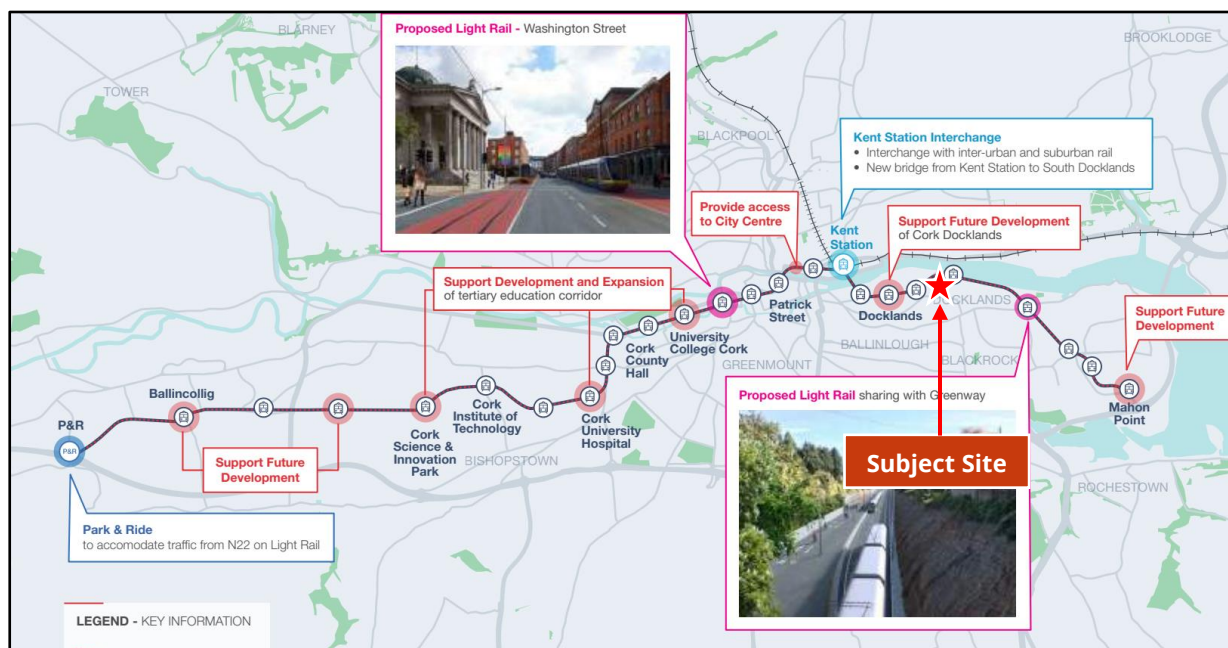 BLARNEY
BROOKLODGE
TOWER
Proposed Light Rail - Washington Street
BLACKPOOL
Kent Station Interchange
• Interchange with inter-urban and suburban rail
• New bridge from Kent Station to South Docklands
Provide access
to City Centre
Kent
Station
Support Future Development
of Cork Docklands
Support Development and Expansion
of tertiary education corridor
Patrick
Street
Docklands
DOCKLANDS
Support Future
Development
University
College Cork
Cork
County
Hall
GREENMOUNT
BALLINLOUGH
BLACKROCK
Ballincollig
Cork
Institute of
Technology
Cork
University
Hospital
Mahon
Point
P&R
P&R
Cork
Science &
Innovation
Park
BISHOPSTOWN
Support Future
Development
Proposed Light Rail sharing with Greenway
Subject Site
ROCHESTOWN
Park & Ride
to accomodate traffic from N22 on Light Rail
LEGEND - KEY INFORMATION